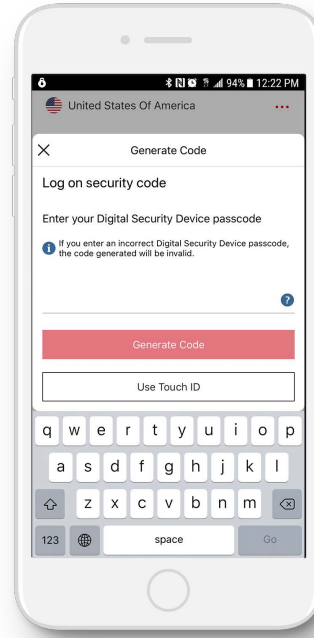 94% 12:22 PM
United States Of America
Generate Code
Log on security code
Enter your Digital Security Device passcode
If you enter an incorrect Digital Security Device passcode,
the code generated will be invalid.
?
Generate Code
Use Touch ID
q w e r t y u i o p
a s d f g h j k l
z x c v b n m
123 space Go